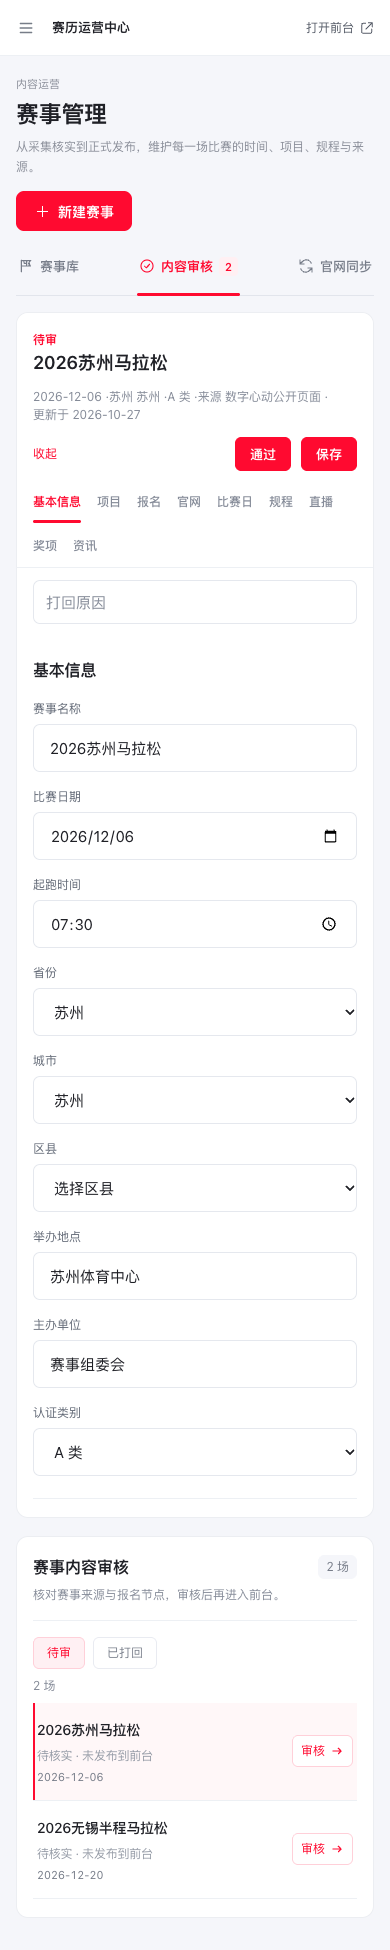 赛历运营中心
打开前台
内容运营
赛事管理
从采集核实到正式发布，维护每一场比赛的时间、项目、规程与来
源。
新建赛事
赛事库
内容审核 2
官网同步
待审
2026苏州马拉松
2026-12-06 ·苏州 苏州 ·A 类 ·来源 数字心动公开页面 ·
更新于 2026-10-27
收起
通过
保存
基本信息 项目 报名 官网 比赛日 规程 直播
奖项 资讯
打回原因
基本信息
赛事名称
2026苏州马拉松
比赛日期
2026/12/06
起跑时间
07:30
省份
苏州
城市
苏州
区县
选择区县
举办地点
苏州体育中心
主办单位
赛事组委会
认证类别
A 类
赛事内容审核
2 场
核对赛事来源与报名节点，审核后再进入前台。
待审
已打回
2 场
2026苏州马拉松
待核实 · 未发布到前台
2026-12-06
审核
2026无锡半程马拉松
待核实 · 未发布到前台
2026-12-20
审核